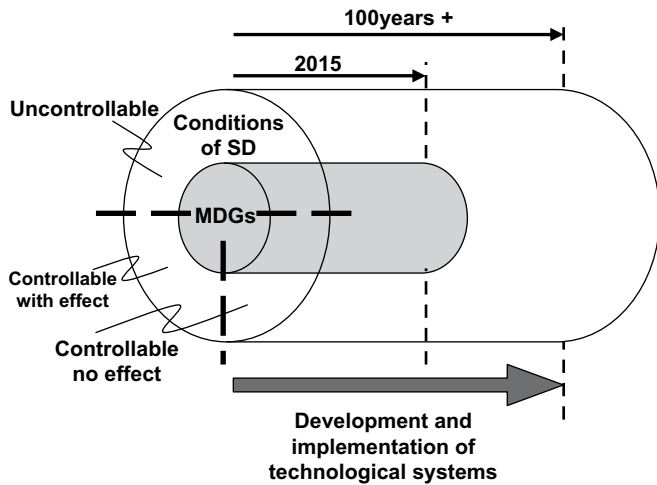 100years +
2015
Uncontrollable
Conditions
of SD
MDGs
Controllable
with effect
Controllable
no effect
Development and
implementation of
technological systems